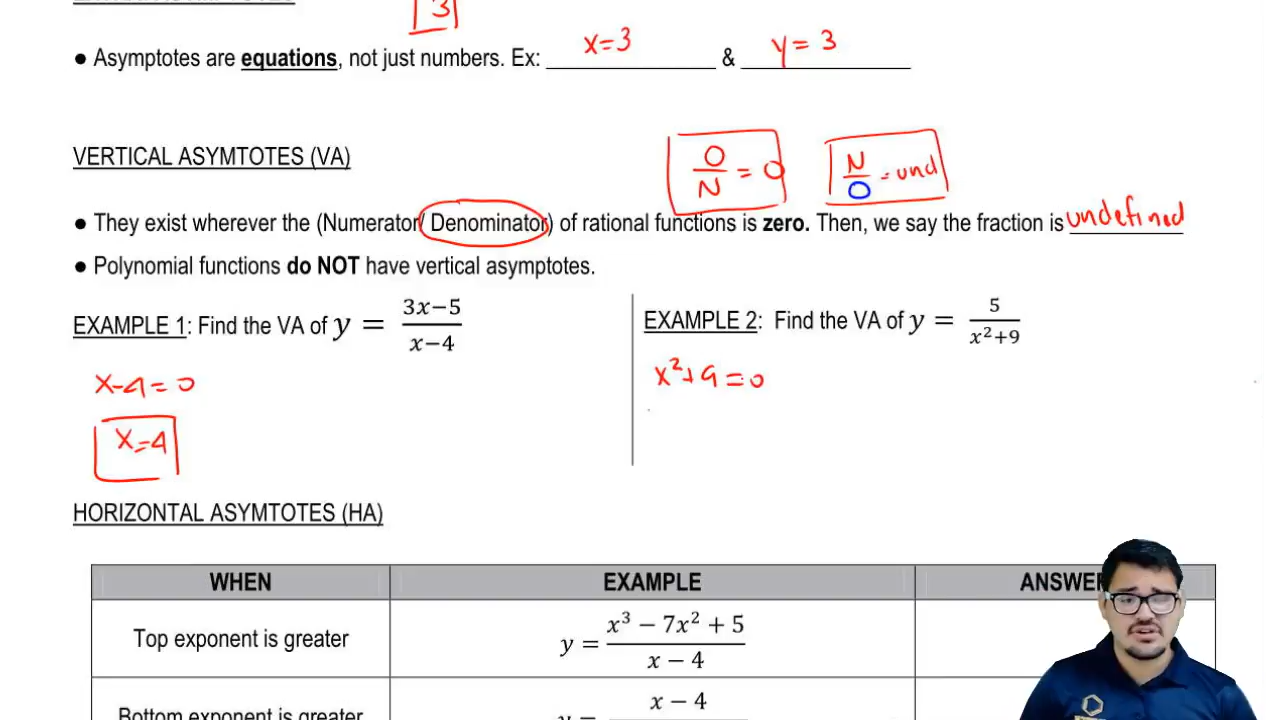 3
● Asymptotes are equations, not just numbers. Ex: x=3 & y=3
VERTICAL ASYMTOTES (VA)
0/N = 0 N/0 = und
● They exist wherever the (Numerator/ Denominator) of rational functions is zero. Then, we say the fraction is undefined
● Polynomial functions do NOT have vertical asymptotes.
EXAMPLE 1: Find the VA of y = (3x−5)/(x−4)
x-4=0
x=4
EXAMPLE 2: Find the VA of y = 5/(x²+9)
x²+9=0
HORIZONTAL ASYMTOTES (HA)
WHEN EXAMPLE ANSWER
Top exponent is greater y = (x³ − 7x² + 5)/(x − 4)
Bottom exponent is greater x − 4